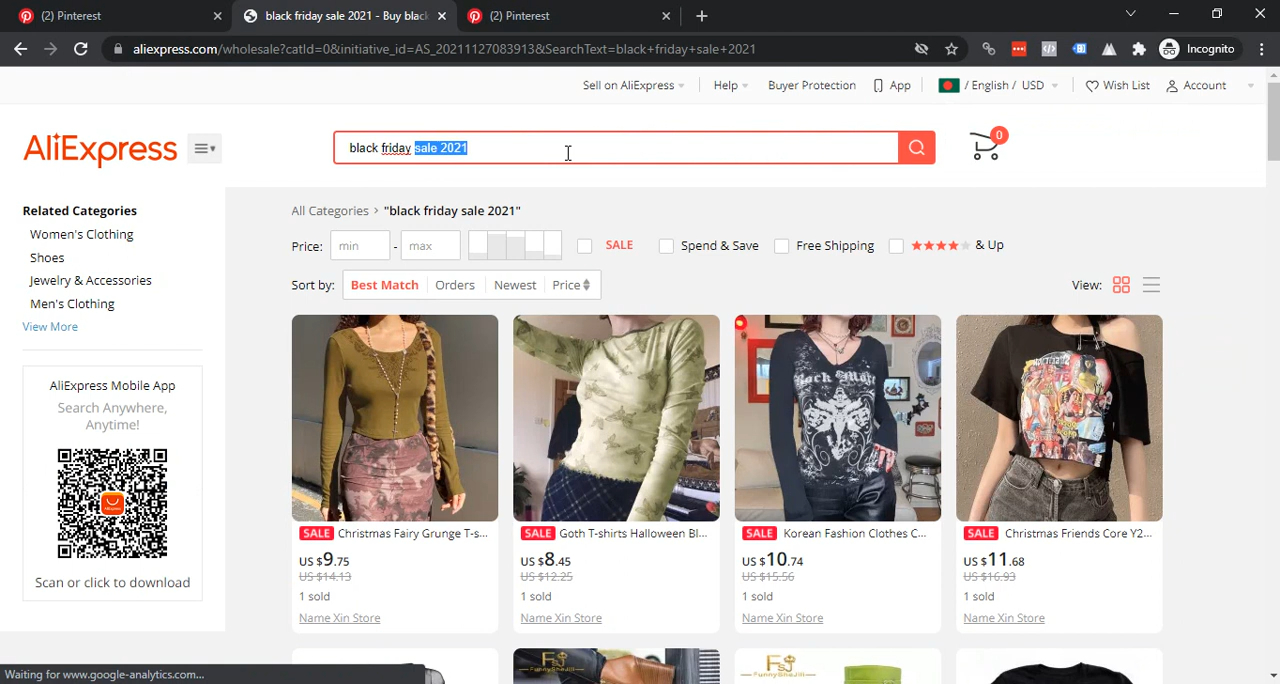 (2) Pinterest
black friday sale 2021 - Buy black
(2) Pinterest
aliexpress.com/wholesale?catId=0&initiative_id=AS_20211127083913&SearchText=black+friday+sale+2021
Incognito
Sell on AliExpress
Help
Buyer Protection
App
/ English / USD
Wish List
Account
AliExpress
black friday sale 2021
0
Related Categories
Women's Clothing
Shoes
Jewelry & Accessories
Men's Clothing
View More
AliExpress Mobile App
Search Anywhere,
Anytime!
Scan or click to download
All Categories > "black friday sale 2021"
Price: min - max SALE Spend & Save Free Shipping & Up
Sort by: Best Match Orders Newest Price
View:
SALE Christmas Fairy Grunge T-s...
US $9.75
US $14.13
1 sold
Name Xin Store
SALE Goth T-shirts Halloween Bl...
US $8.45
US $12.25
1 sold
Name Xin Store
SALE Korean Fashion Clothes C...
US $10.74
US $15.56
1 sold
Name Xin Store
SALE Christmas Friends Core Y2...
US $11.68
US $16.93
1 sold
Name Xin Store
FunnySheJill
FunnySheJill
Waiting for www.google-analytics.com...